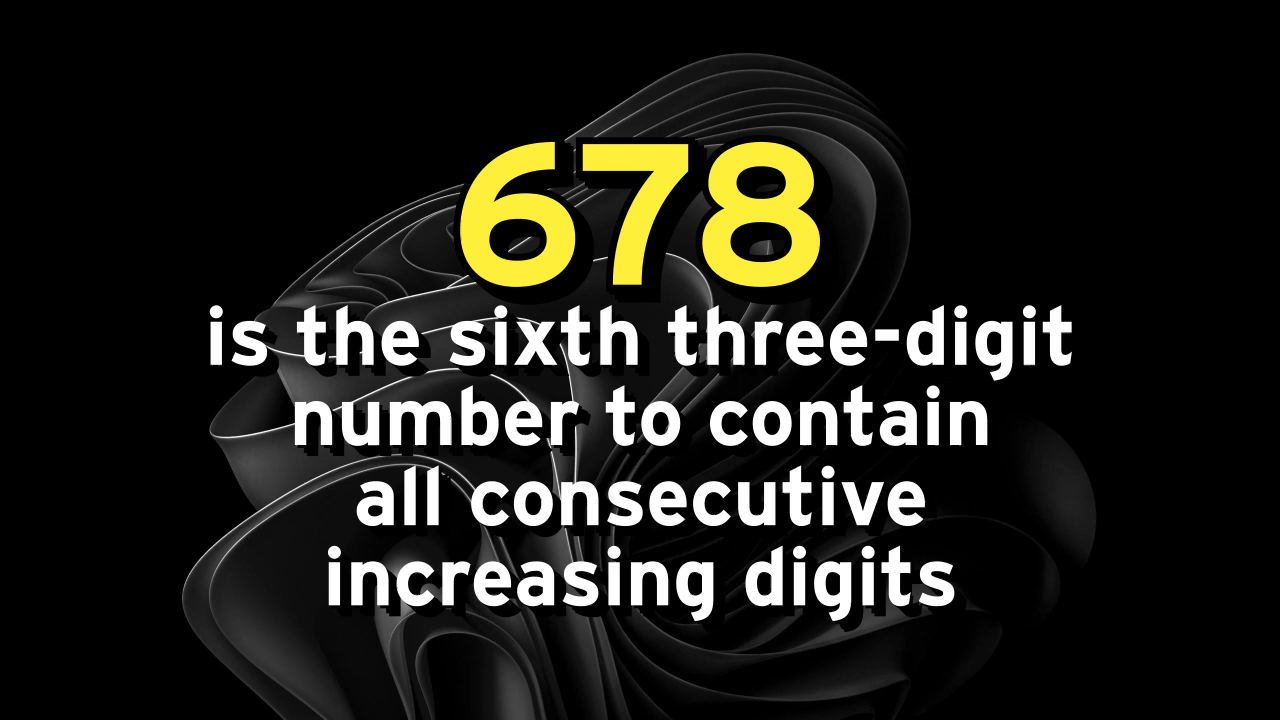 678
is the sixth three-digit
number to contain
all consecutive
increasing digits